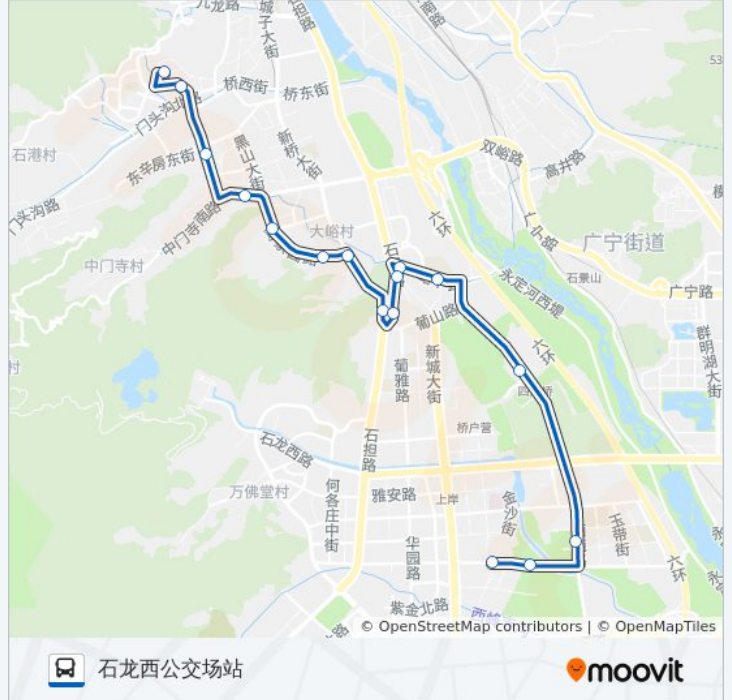 九龙路
城子大街
石担路
桥西街
桥东街
门头沟北路
石港村
黑山大街
新桥大街
双峪路
高井路
东辛房东街
门头沟路
六环
大峪村
广宁街道
中门寺南路
中门寺村
石景山
永定河西堤
广宁路
葡山路
群明湖大街
六环
葡雅路
新城大街
村
石龙西路
石担路
桥户营
万佛堂村
何各庄中街
雅安路
上岸
金沙街
玉带街
华园路
六环
紫金北路
© OpenStreetMap contributors | © OpenMapTiles
石龙西公交场站
moovit